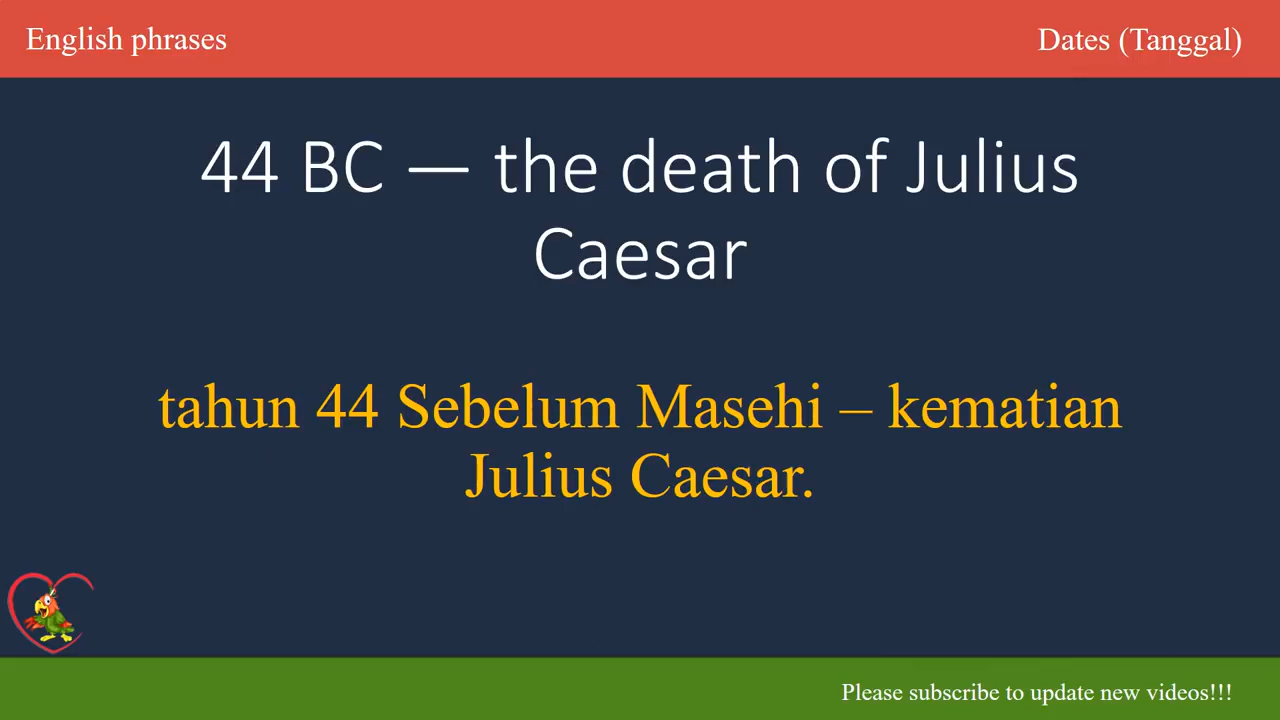 English phrases
Dates (Tanggal)
44 BC — the death of Julius
Caesar
tahun 44 Sebelum Masehi – kematian
Julius Caesar.
Please subscribe to update new videos!!!